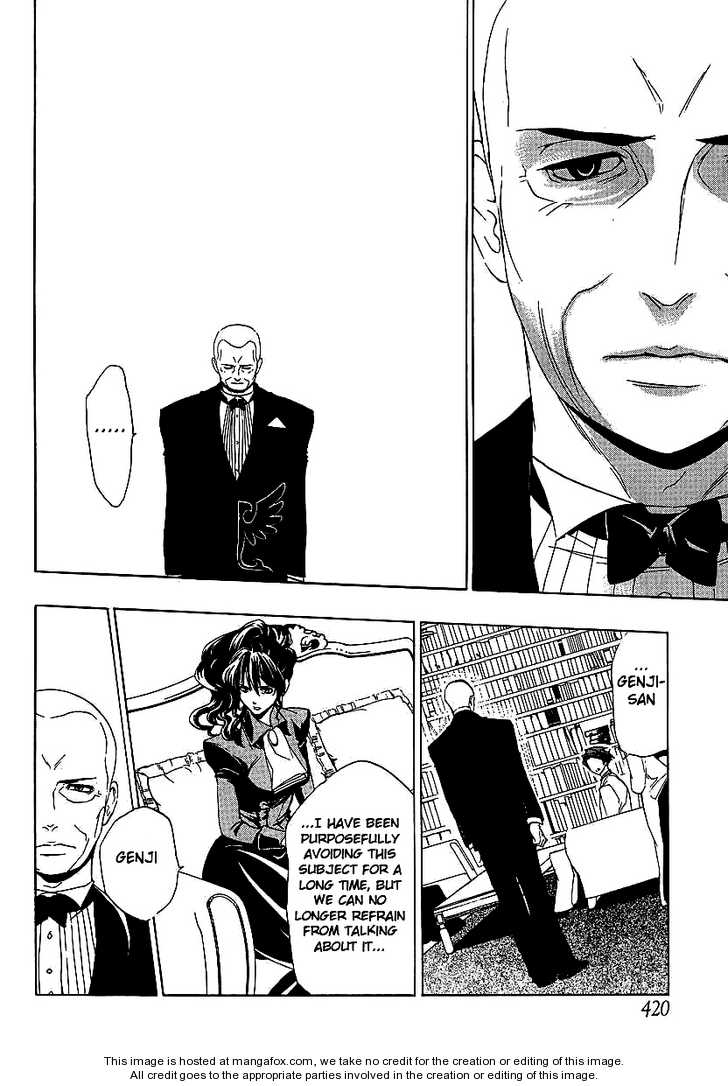 .....
...
GENJI-
SAN
...I HAVE BEEN
PURPOSEFULLY
AVOIDING THIS
SUBJECT FOR A
LONG TIME, BUT
WE CAN NO
LONGER REFRAIN
FROM TALKING
ABOUT IT...
GENJI
420
This image is hosted at mangafox.com, we take no credit for the creation or editing of this image.
All credit goes to the appropriate parties involved in the creation or editing of this image.